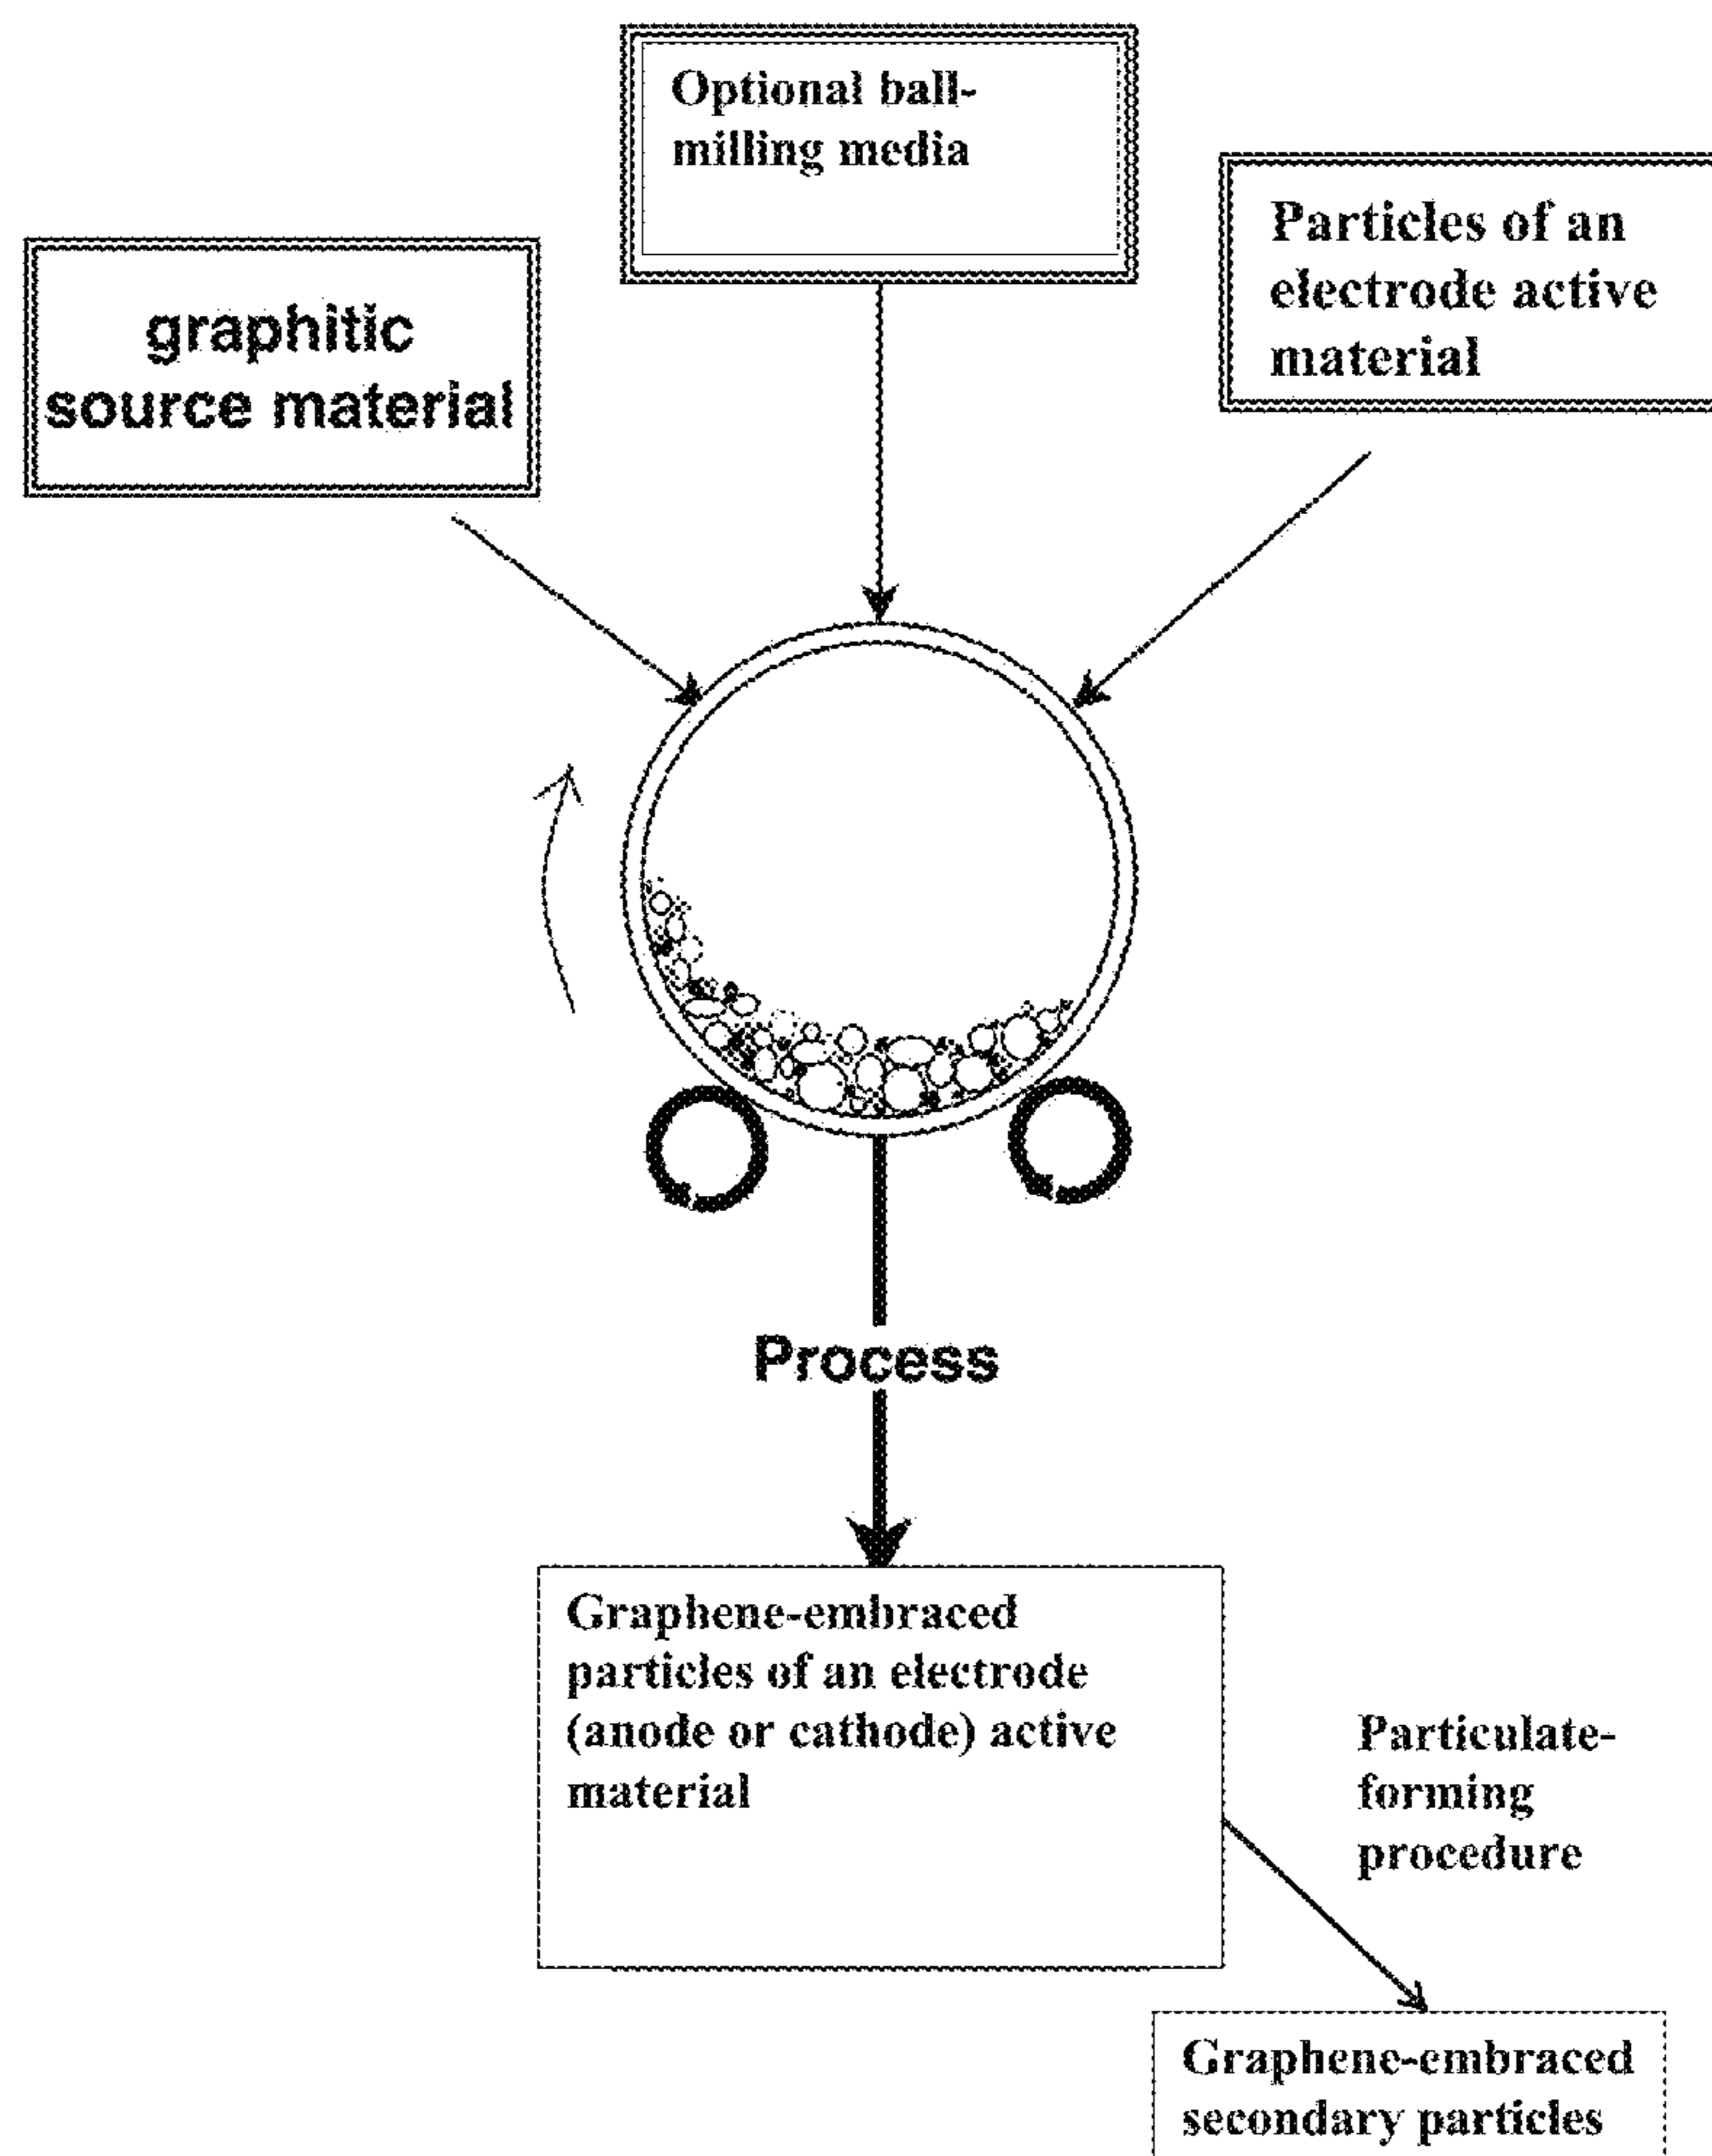 Optional ball-
milling media
Particles of an
electrode active
material
graphitic
source material
Process
Graphene-embraced
particles of an electrode
(anode or cathode) active
material
Particulate-
forming
procedure
Graphene-embraced
secondary particles